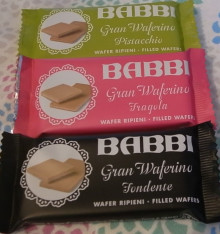 BABBI
Gran Waferino
Pistacchio
WAFER RIPIENI - FILLED WAFERS
BABBI
Gran Waferino
Fragola
WAFER RIPIENI - FILLED WAFERS
BABBI
Gran Waferino
Fondente
WAFER RIPIENI - FILLED WAFERS